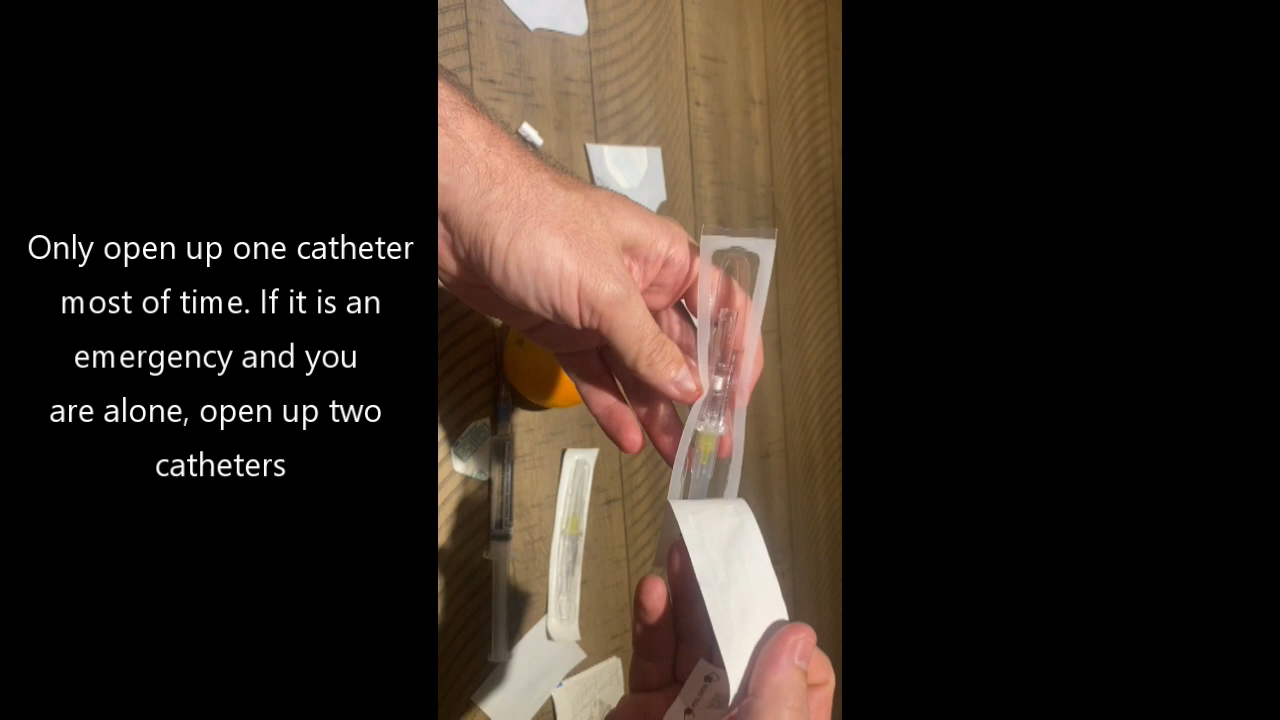 Only open up one catheter
most of time. If it is an
emergency and you
are alone, open up two
catheters